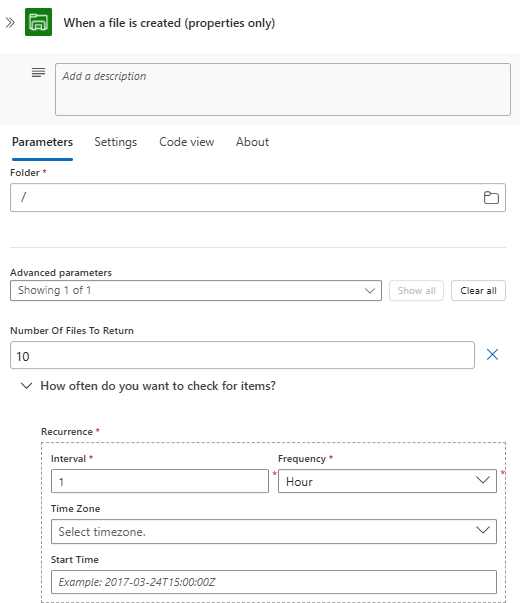 When a file is created (properties only)
Add a description
Parameters Settings Code view About
Folder *
/
Advanced parameters
Showing 1 of 1 Show all Clear all
Number Of Files To Return
10
How often do you want to check for items?
Recurrence *
Interval * Frequency *
1 * Hour *
Time Zone
Select timezone.
Start Time
Example: 2017-03-24T15:00:00Z